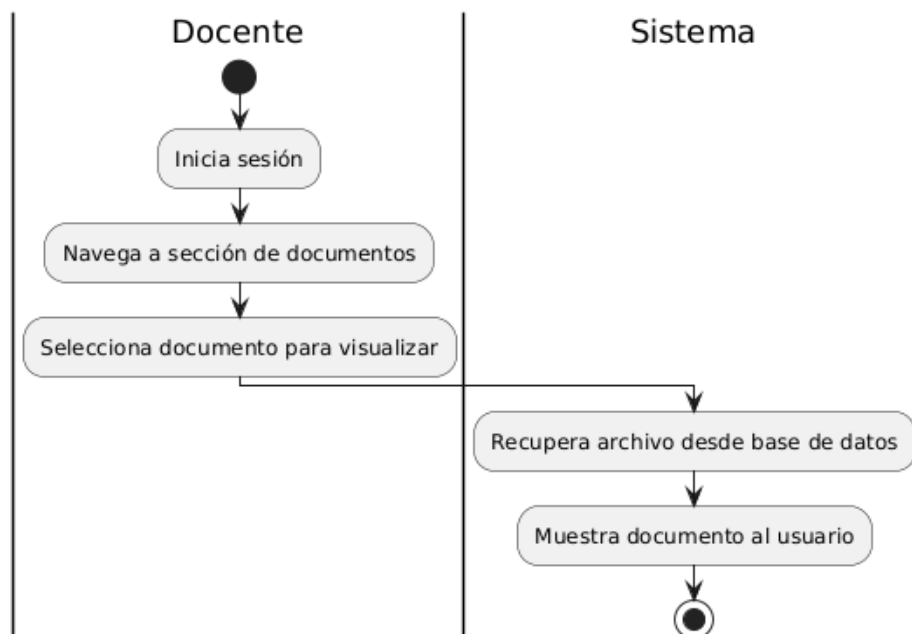 Docente
Sistema
Inicia sesión
Navega a sección de documentos
Selecciona documento para visualizar
Recupera archivo desde base de datos
Muestra documento al usuario